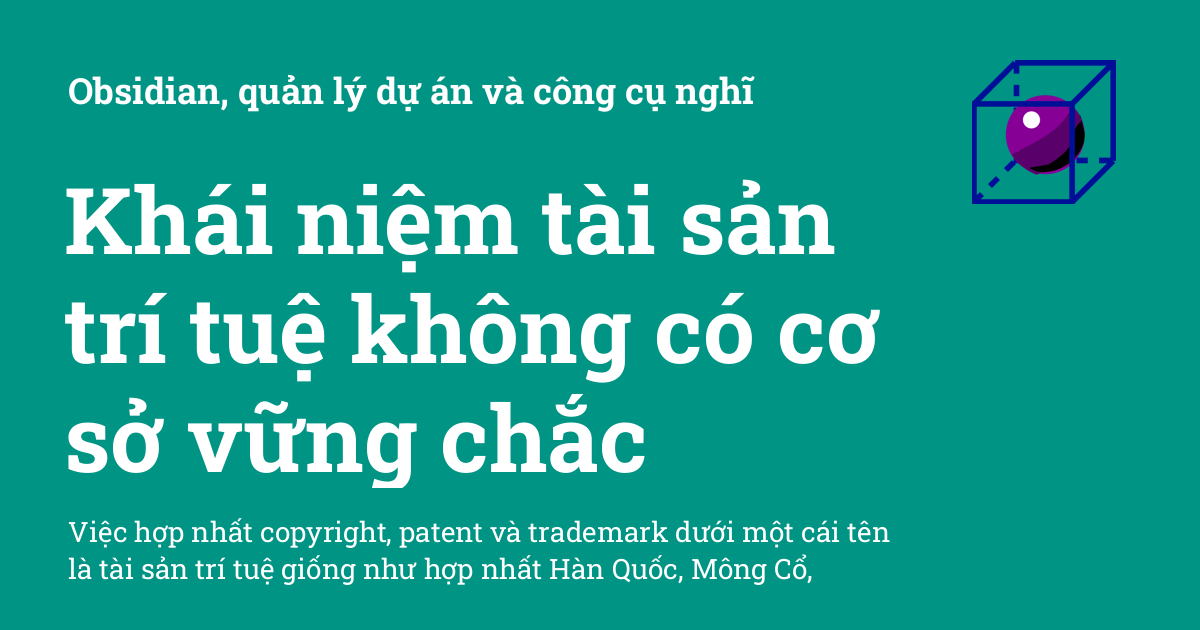 Obsidian, quản lý dự án và công cụ nghĩ
Khái niệm tài sản
trí tuệ không có cơ
sở vững chắc
Việc hợp nhất copyright, patent và trademark dưới một cái tên
là tài sản trí tuệ giống như hợp nhất Hàn Quốc, Mông Cổ,